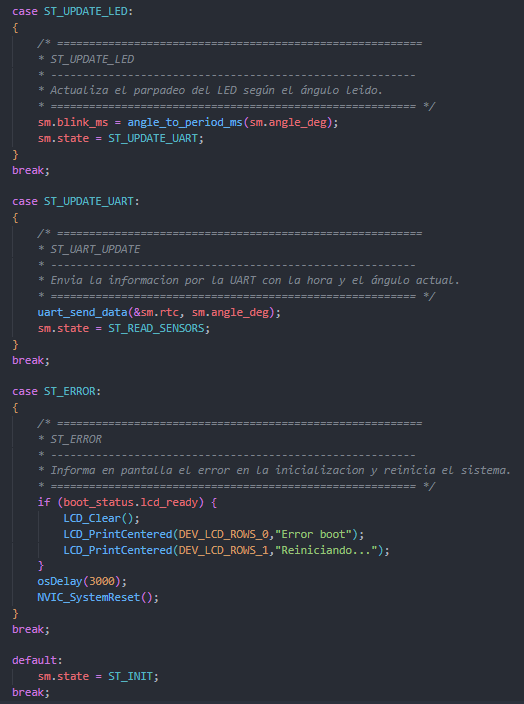 case ST_UPDATE_LED:
{
/* =========================================================
* ST_UPDATE_LED
* ---------------------------------------------------------
* Actualiza el parpadeo del LED según el ángulo leido.
* ========================================================= */
sm.blink_ms = angle_to_period_ms(sm.angle_deg);
sm.state = ST_UPDATE_UART;
}
break;
case ST_UPDATE_UART:
{
/* =========================================================
* ST_UART_UPDATE
* ---------------------------------------------------------
* Envia la informacion por la UART con la hora y el ángulo actual.
* ========================================================= */
uart_send_data(&sm.rtc, sm.angle_deg);
sm.state = ST_READ_SENSORS;
}
break;
case ST_ERROR:
{
/* =========================================================
* ST_ERROR
* ---------------------------------------------------------
* Informa en pantalla el error en la inicializacion y reinicia el sistema.
* ========================================================= */
if (boot_status.lcd_ready) {
LCD_Clear();
LCD_PrintCentered(DEV_LCD_ROWS_0,"Error boot");
LCD_PrintCentered(DEV_LCD_ROWS_1,"Reiniciando...");
}
osDelay(3000);
NVIC_SystemReset();
}
break;
default:
sm.state = ST_INIT;
break;